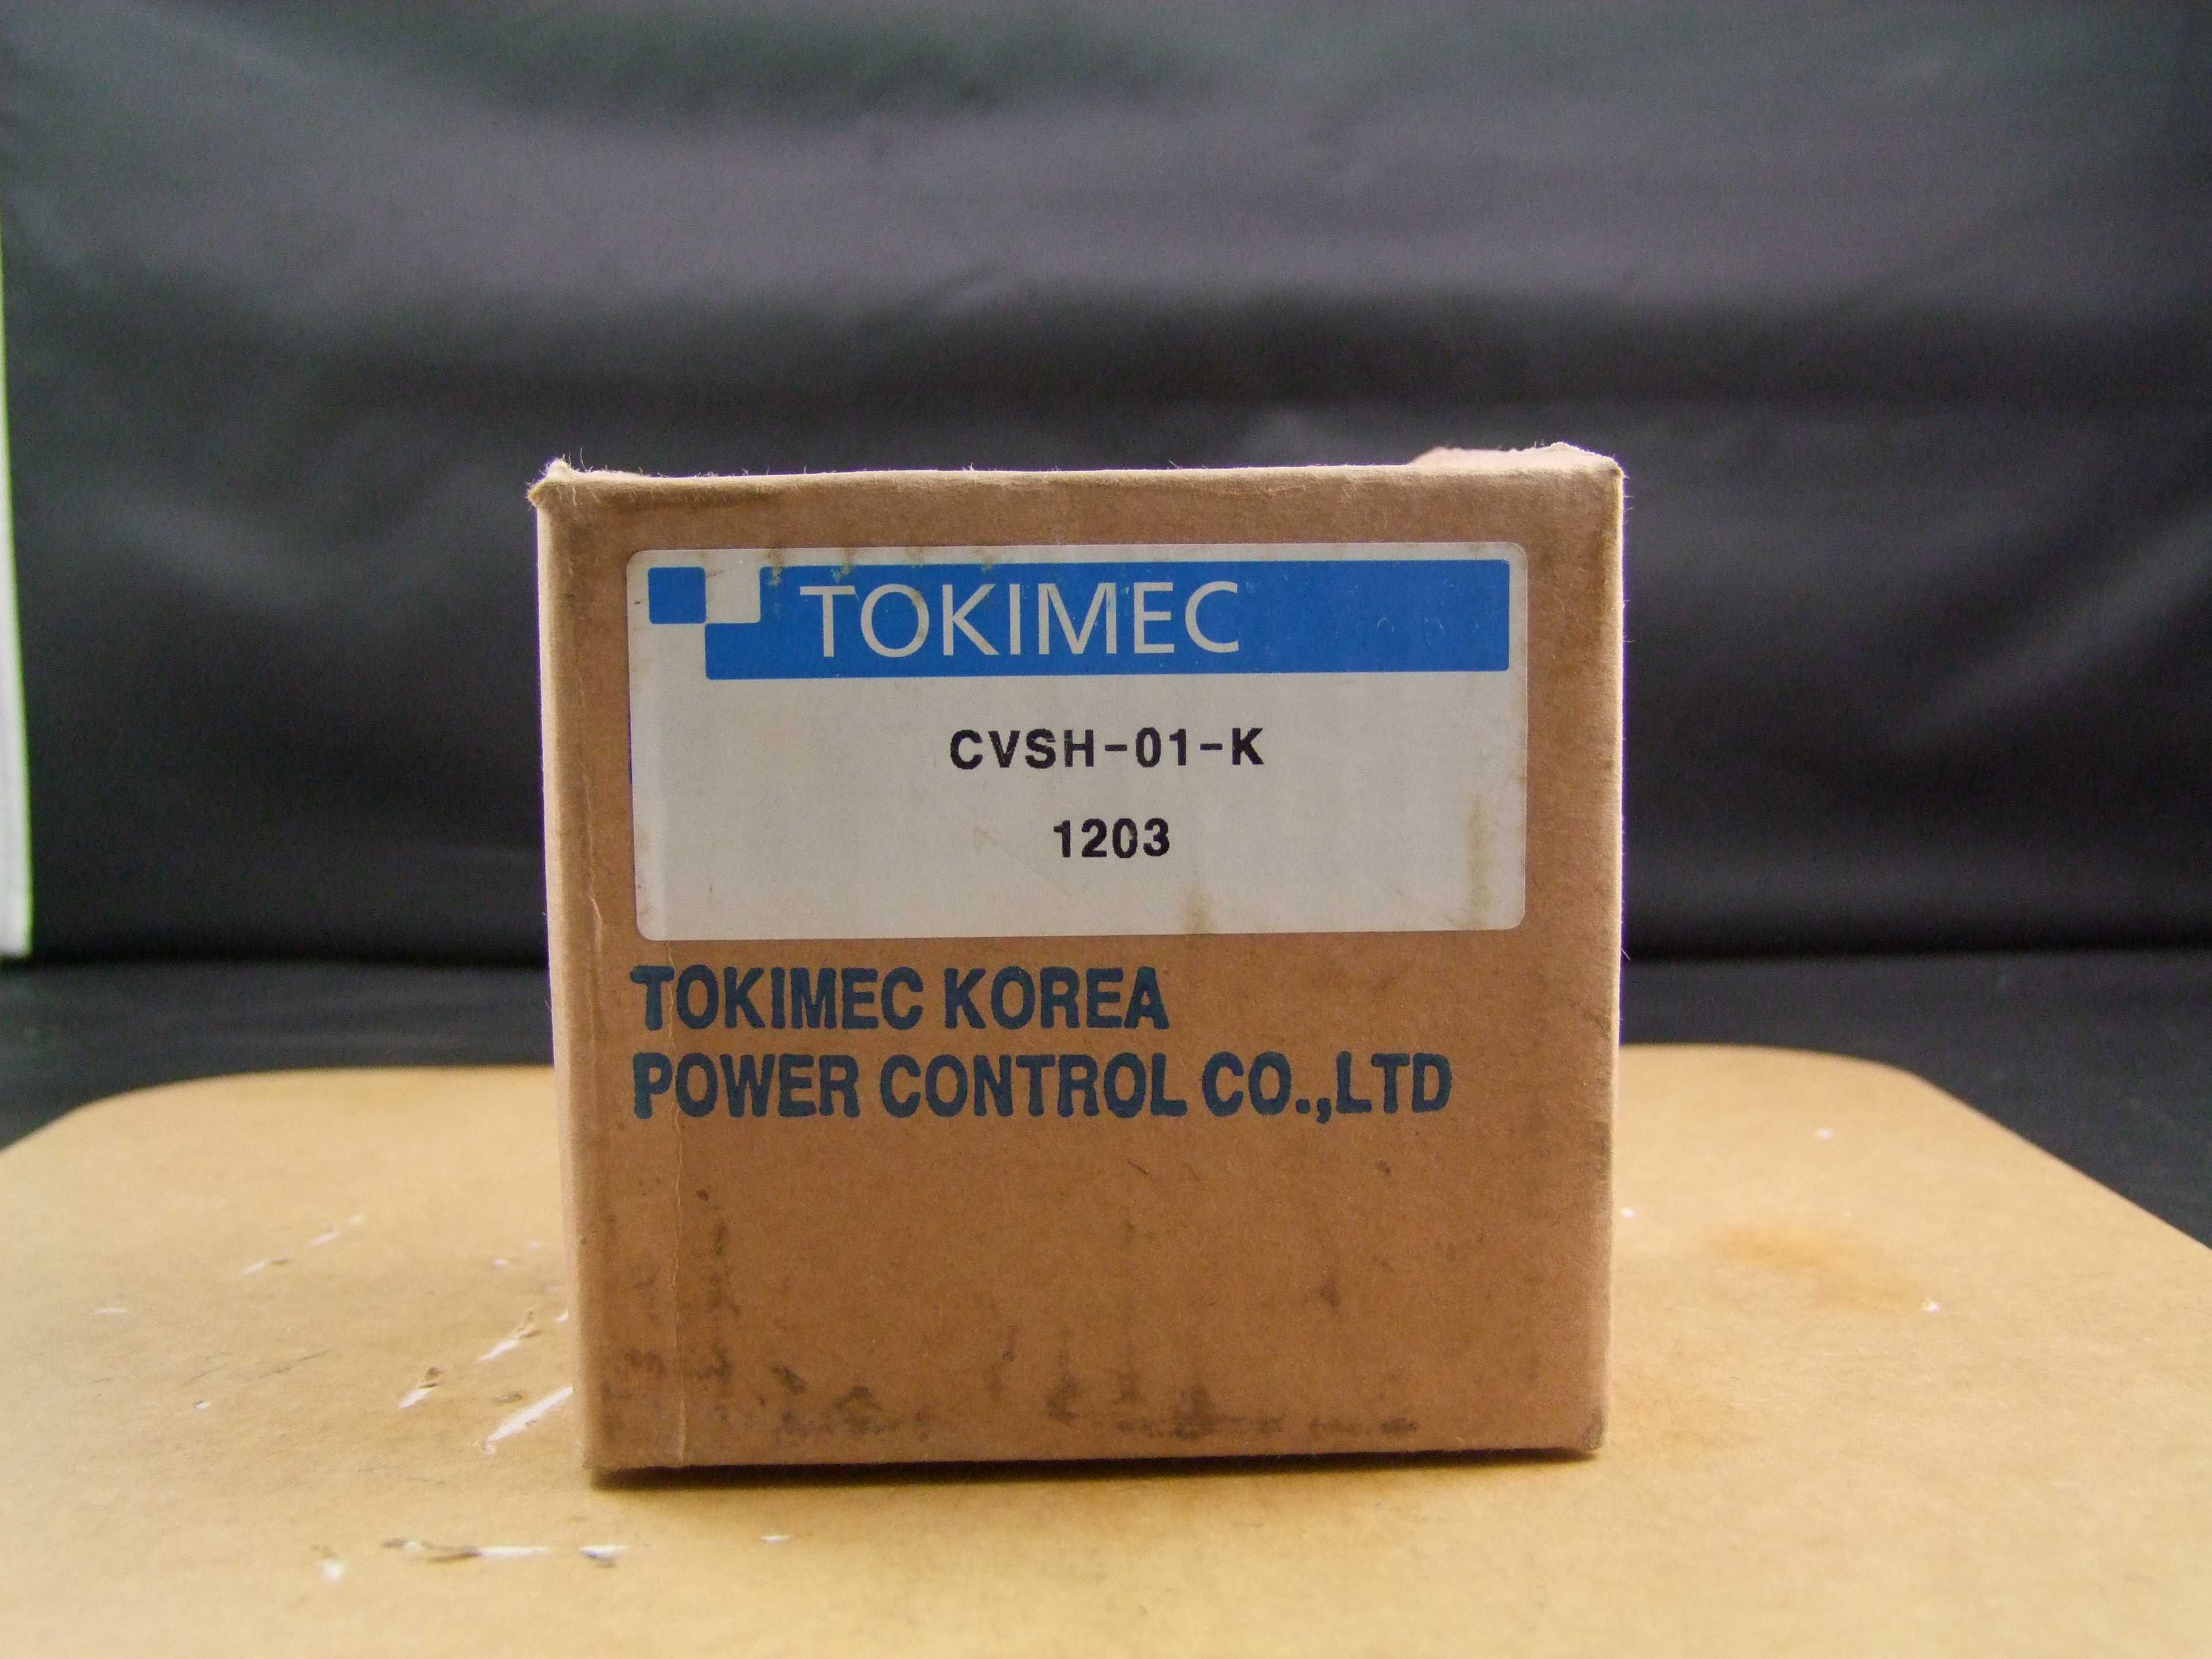 TOKIMEC
CVSH-01-K
1203
TOKIMEC KOREA
POWER CONTROL CO.,LTD